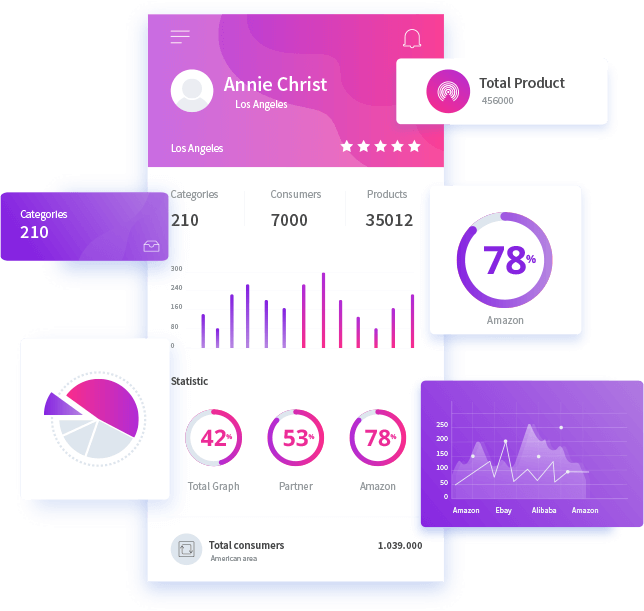 Annie Christ
Los Angeles
Los Angeles
Total Product
456000
Categories
210
Categories
210
Consumers
7000
Products
35012
300
240
160
80
0
78%
Amazon
Statistic
42%
Total Graph
53%
Partner
78%
Amazon
250
200
150
100
50
0
Amazon
Ebay
Alibaba
Amazon
Total consumers
American area
1.039.000